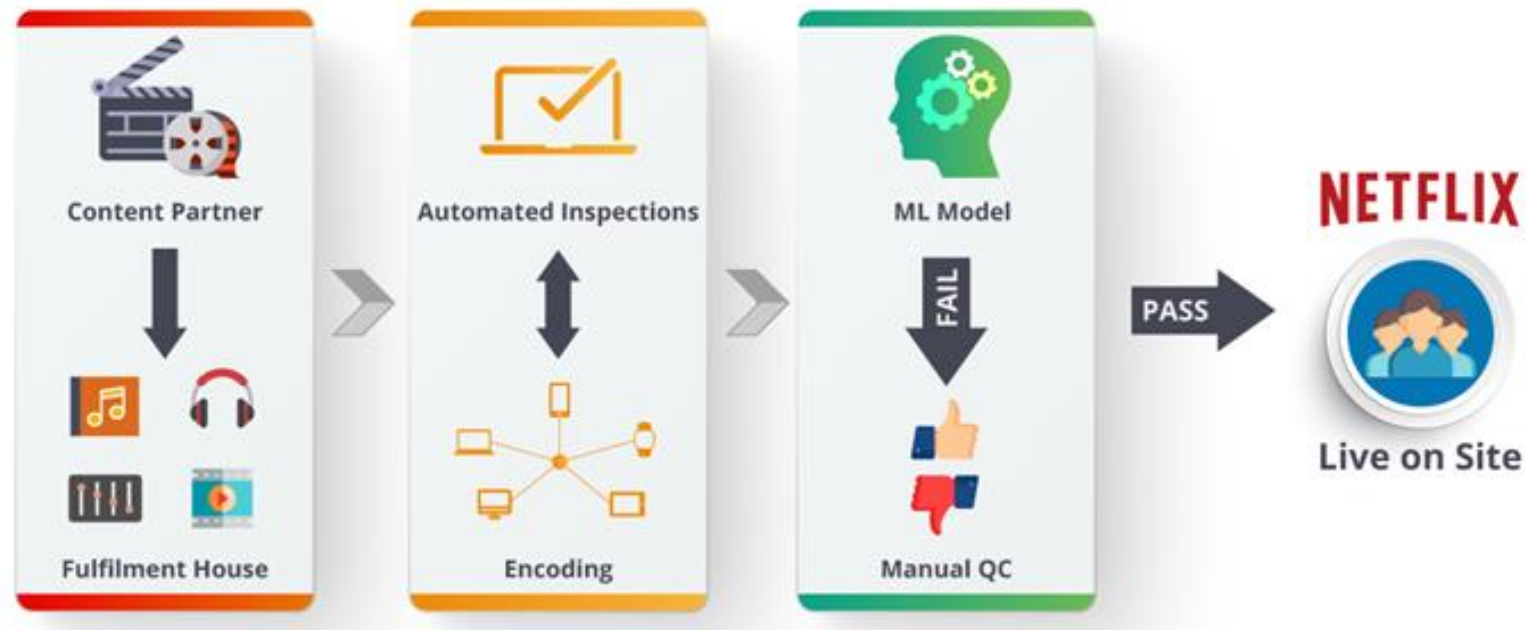 Content Partner
Fulfilment House
Automated Inspections
Encoding
ML Model
FAIL
Manual QC
PASS
NETFLIX
Live on Site